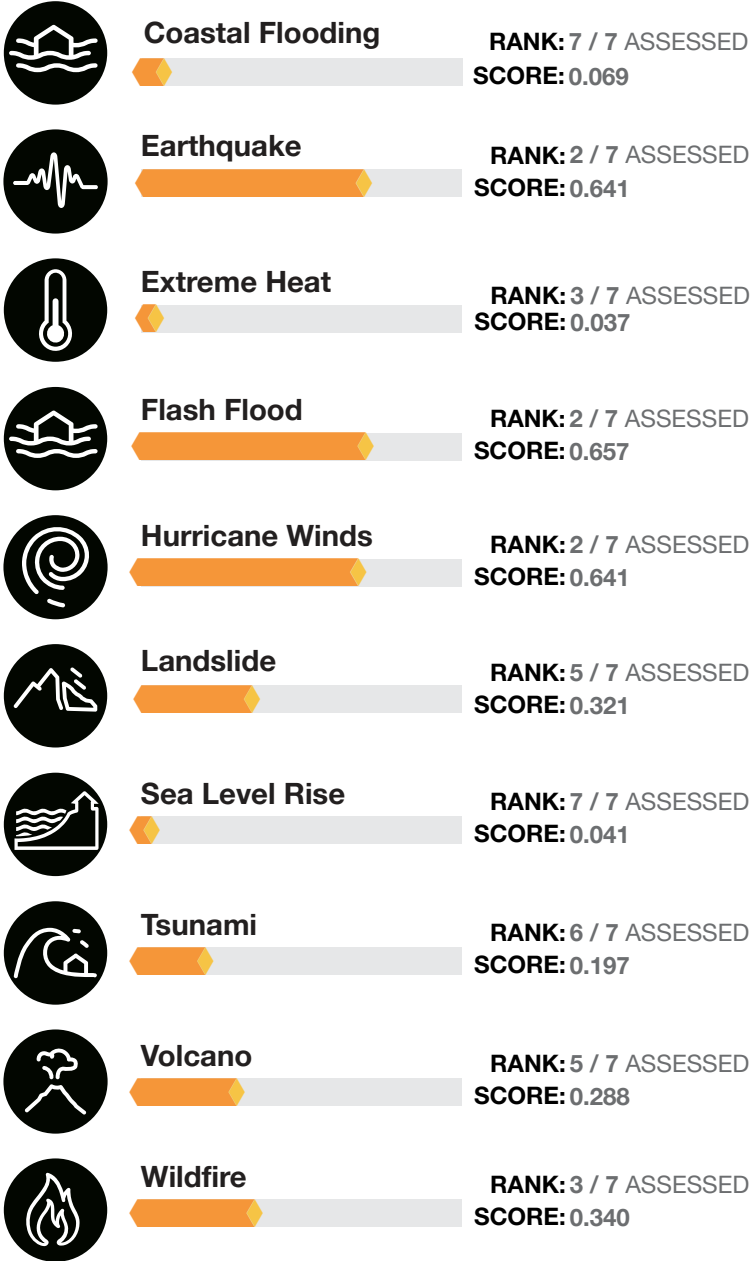 Coastal Flooding
RANK: 7 / 7 ASSESSED
SCORE: 0.069
Earthquake
RANK: 2 / 7 ASSESSED
SCORE: 0.641
Extreme Heat
RANK: 3 / 7 ASSESSED
SCORE: 0.037
Flash Flood
RANK: 2 / 7 ASSESSED
SCORE: 0.657
Hurricane Winds
RANK: 2 / 7 ASSESSED
SCORE: 0.641
Landslide
RANK: 5 / 7 ASSESSED
SCORE: 0.321
Sea Level Rise
RANK: 7 / 7 ASSESSED
SCORE: 0.041
Tsunami
RANK: 6 / 7 ASSESSED
SCORE: 0.197
Volcano
RANK: 5 / 7 ASSESSED
SCORE: 0.288
Wildfire
RANK: 3 / 7 ASSESSED
SCORE: 0.340